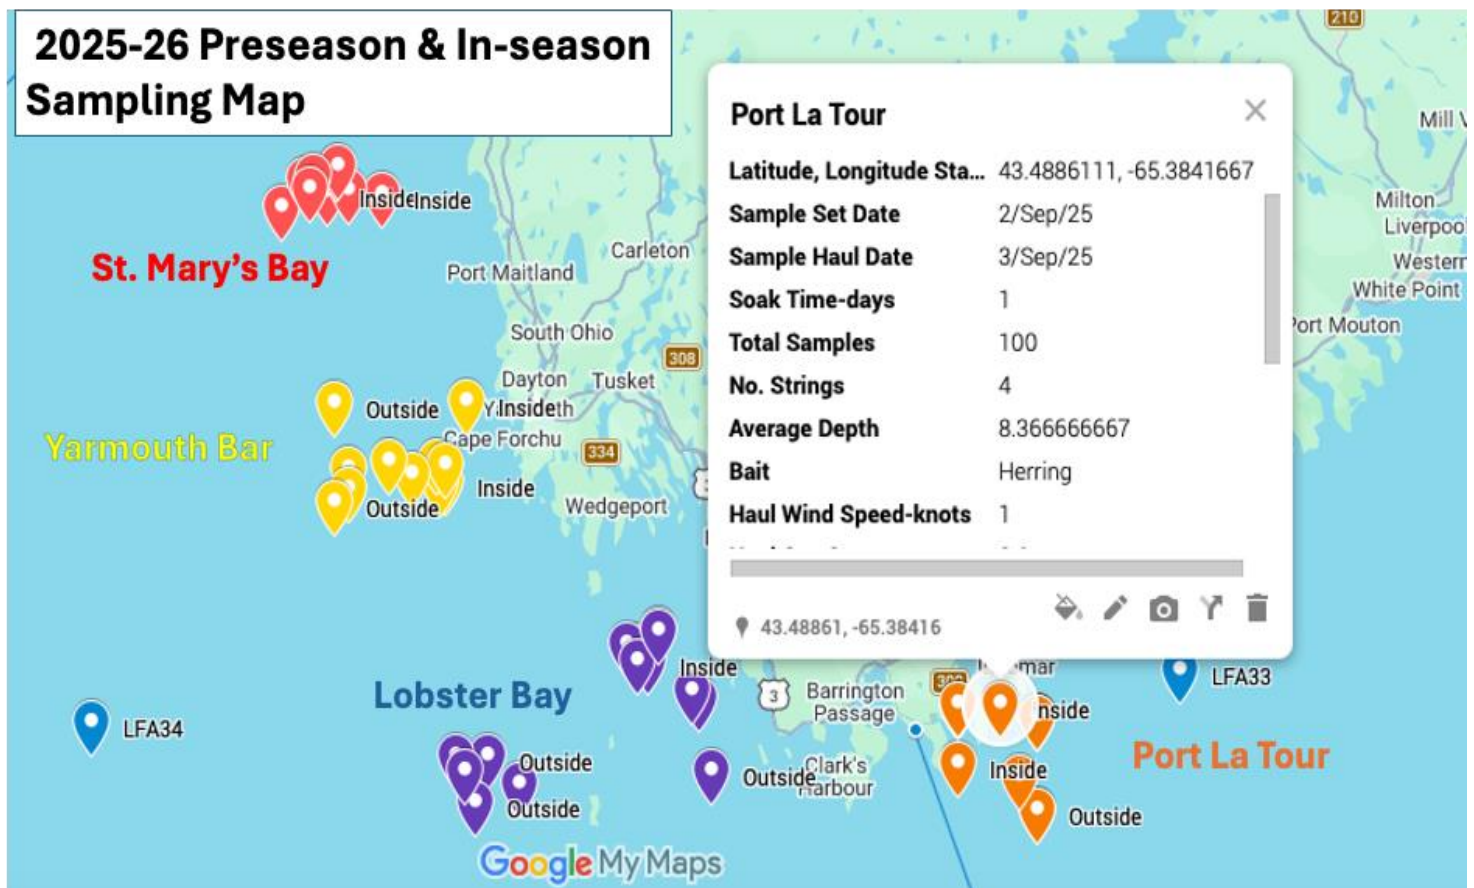 2025-26 Preseason & In-season
Sampling Map
210
Port La Tour
Latitude, Longitude Sta... 43.4886111, -65.3841667
Sample Set Date 2/Sep/25
Sample Haul Date 3/Sep/25
Soak Time-days 1
Total Samples 100
No. Strings 4
Average Depth 8.366666667
Bait Herring
Haul Wind Speed-knots 1
43.48861, -65.38416
Mill V
Milton
Liverpoo
Western
White Point
Port Mouton
Inside
Inside
St. Mary's Bay
Carleton
Port Maitland
South Ohio
308
Dayton
Tusket
Outside
Inside
Yarmouth Bar
Cape Forchu
334
Inside
Outside
Wedgeport
Inside
Lobster Bay
3
Barrington
Passage
LFA33
LFA34
nside
Port La Tour
Outside
Outside
Outside
Clark's
Harbour
Inside
Outside
Google My Maps